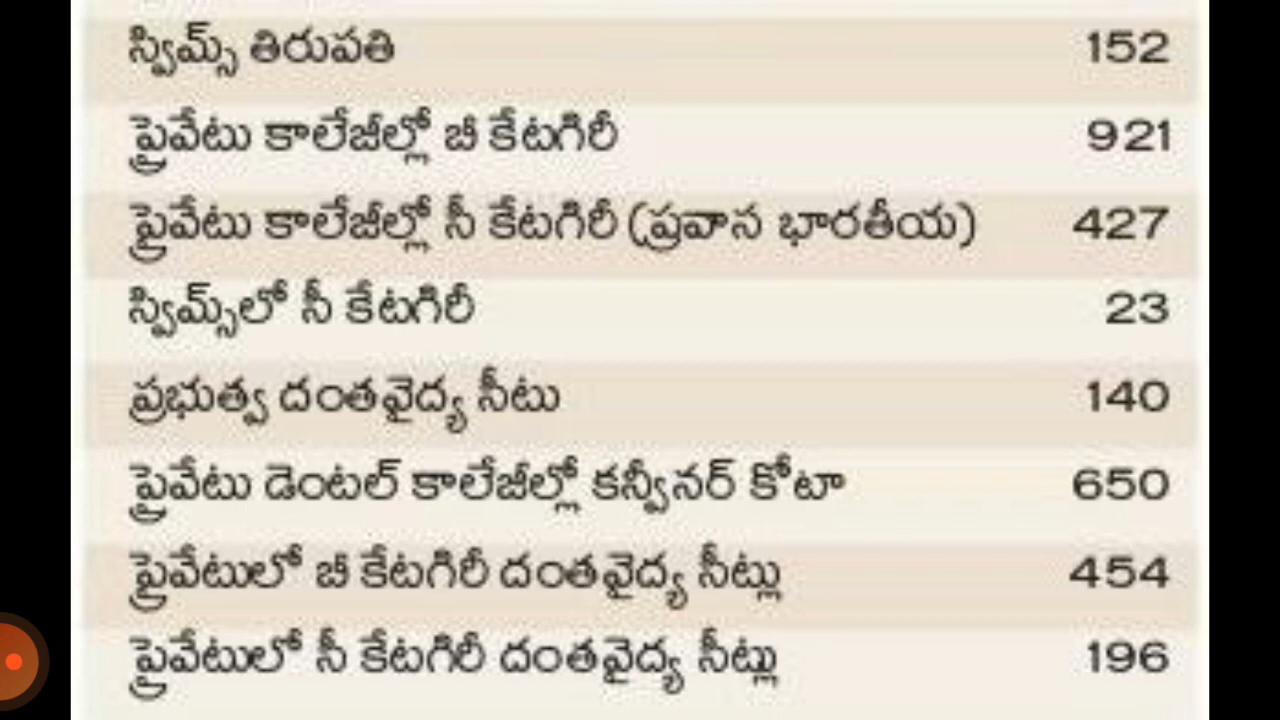 స్విమ్స్ తిరుపతి 152
ప్రైవేటు కాలేజీల్లో బీ కేటగిరీ 921
ప్రైవేటు కాలేజీల్లో సీ కేటగిరీ (ప్రవాస భారతీయ) 427
స్విమ్స్‌లో సీ కేటగిరీ 23
ప్రభుత్వ దంతవైద్య సీటు 140
ప్రైవేటు డెంటల్ కాలేజీల్లో కన్వీనర్ కోటా 650
ప్రైవేటులో బీ కేటగిరీ దంతవైద్య సీట్లు 454
ప్రైవేటులో సీ కేటగిరీ దంతవైద్య సీట్లు 196